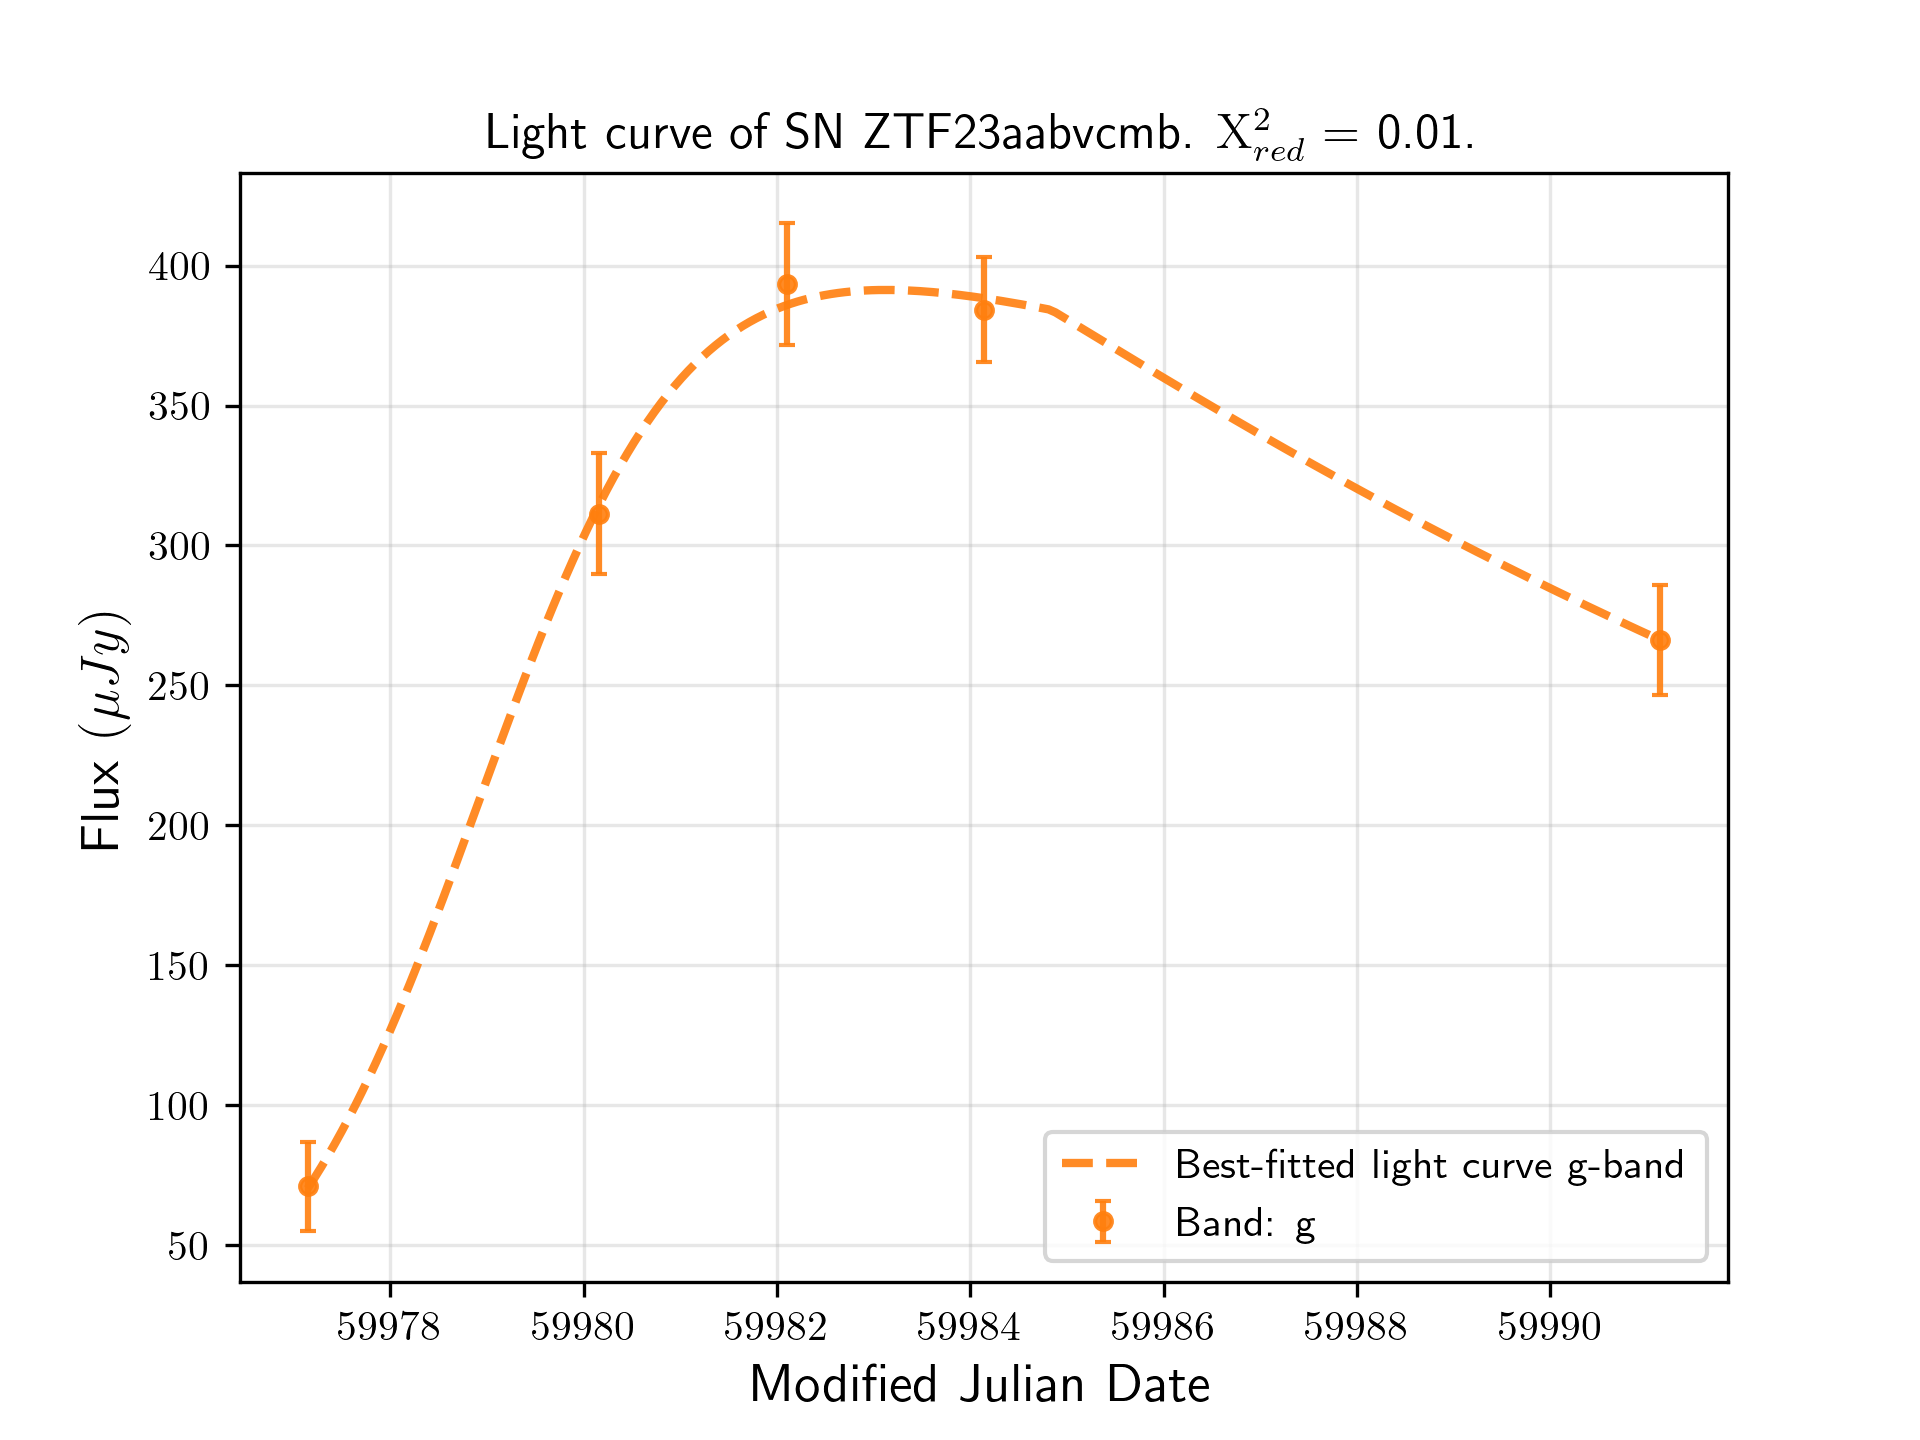 Light curve of SN ZTF23aabvcmb. X²_red = 0.01.
400
350
300
250
200
150
100
50
Flux (μJy)
59978 59980 59982 59984 59986 59988 59990
Modified Julian Date
Best-fitted light curve g-band
Band: g